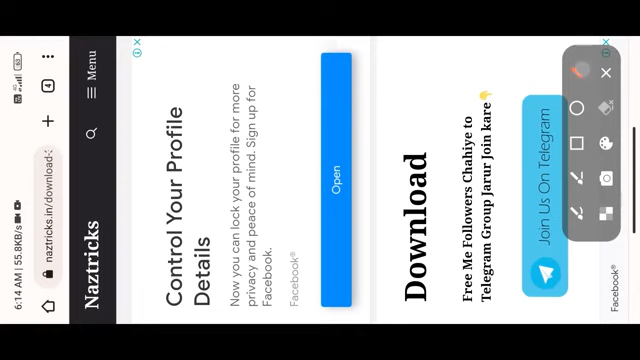 6:14 AM | 55.8KB/s
4G
63
naztricks.in/download-
4
Naztricks
Menu
Control Your Profile
Details
Now you can lock your profile for more
privacy and peace of mind. Sign up for
Facebook.
Facebook®
Open
Download
Free Me Followers Chahiye to
Telegram Group Jarur Join kare👇
Join Us On Telegram
Facebook®